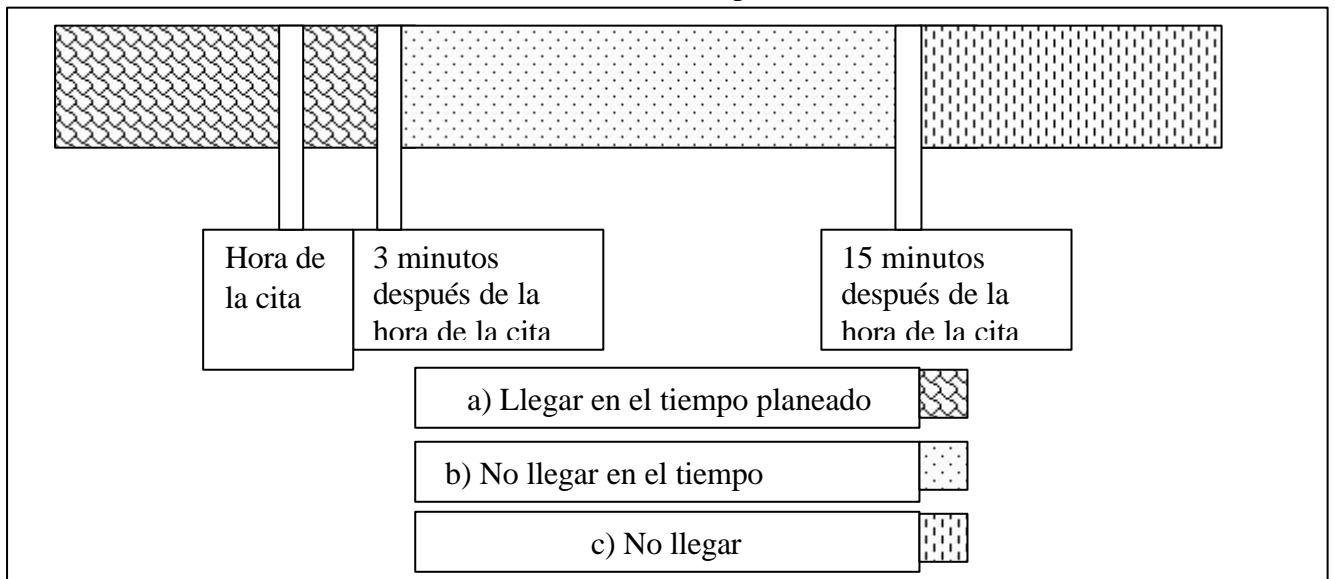 Hora de
la cita
3 minutos
después de la
hora de la cita
15 minutos
después de la
hora de la cita
a) Llegar en el tiempo planeado
b) No llegar en el tiempo
c) No llegar